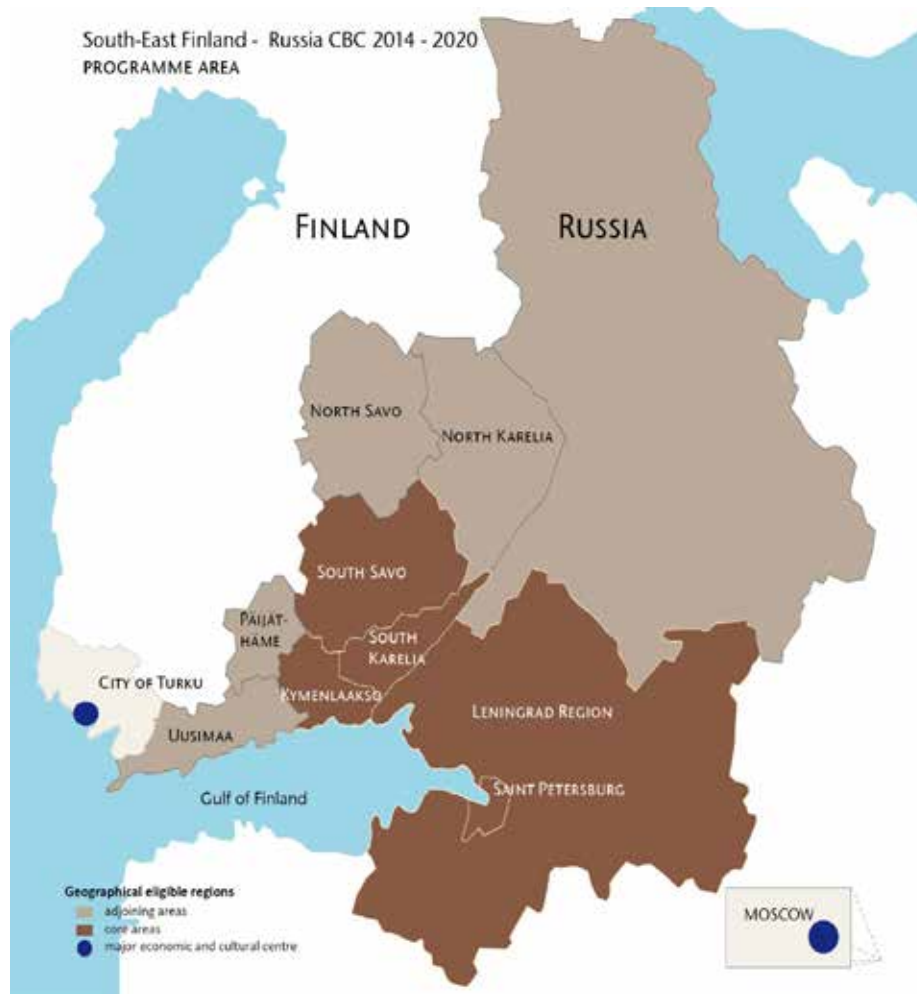 South-East Finland - Russia CBC 2014 - 2020
PROGRAMME AREA
FINLAND
RUSSIA
NORTH SAVO
NORTH KARELIA
SOUTH SAVO
PÄIJÄT-
HÄME
SOUTH
KARELIA
CITY OF TURKU
KYMENLAAKSO
LENINGRAD REGION
UUSIMAA
SAINT PETERSBURG
Gulf of Finland
Geographical eligible regions
adjoining areas
core areas
major economic and cultural centre
MOSCOW